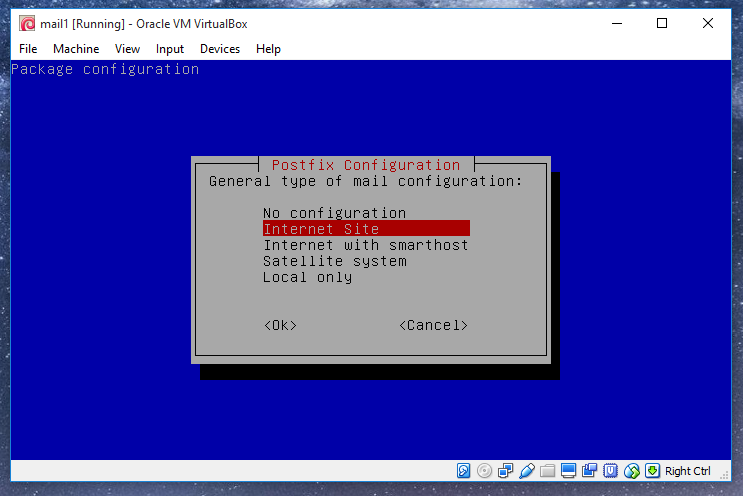 mail1 [Running] - Oracle VM VirtualBox
File Machine View Input Devices Help
Package configuration
Postfix Configuration
General type of mail configuration:
No configuration
Internet Site
Internet with smarthost
Satellite system
Local only
<Ok> <Cancel>
Right Ctrl